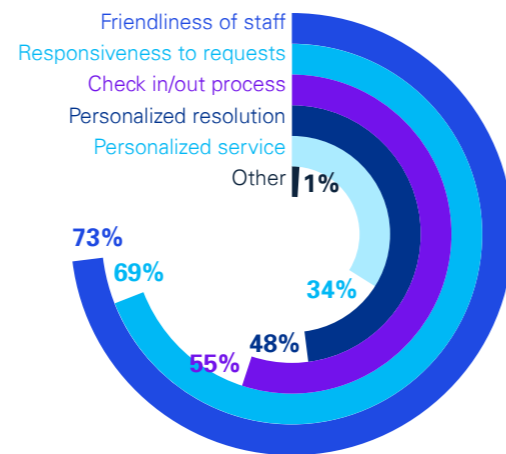 Friendliness of staff
Responsiveness to requests
Check in/out process
Personalized resolution
Personalized service
Other
1%
73%
69%
34%
48%
55%